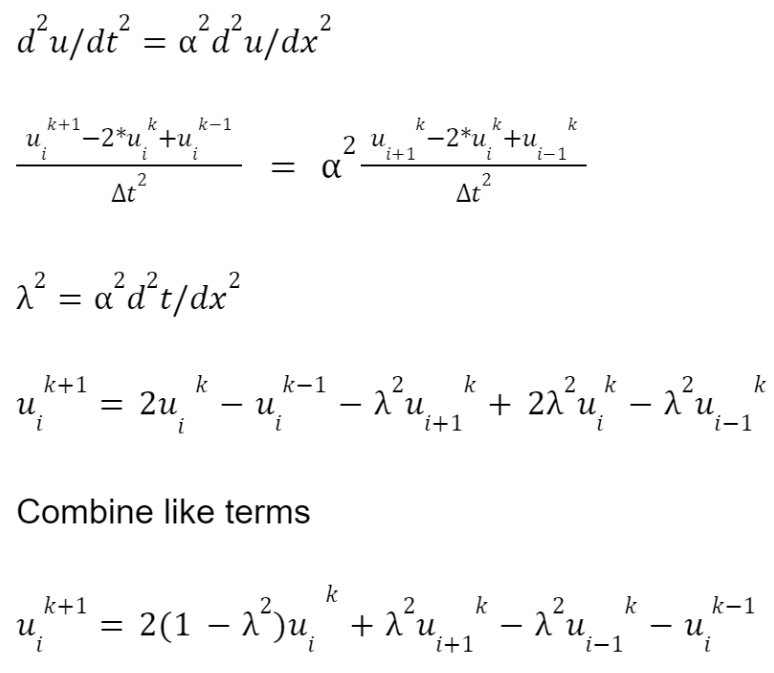 d²u/dt² = α²d²u/dx²
(u_i^{k+1}−2*u_i^k+u_i^{k−1})/Δt² = α² (u_{i+1}^k−2*u_i^k+u_{i−1}^k)/Δt²
λ² = α²d²t/dx²
u_i^{k+1} = 2u_i^k − u_i^{k−1} − λ²u_{i+1}^k + 2λ²u_i^k − λ²u_{i−1}^k
Combine like terms
u_i^{k+1} = 2(1 − λ²)u_i^k + λ²u_{i+1}^k − λ²u_{i−1}^k − u_i^{k−1}